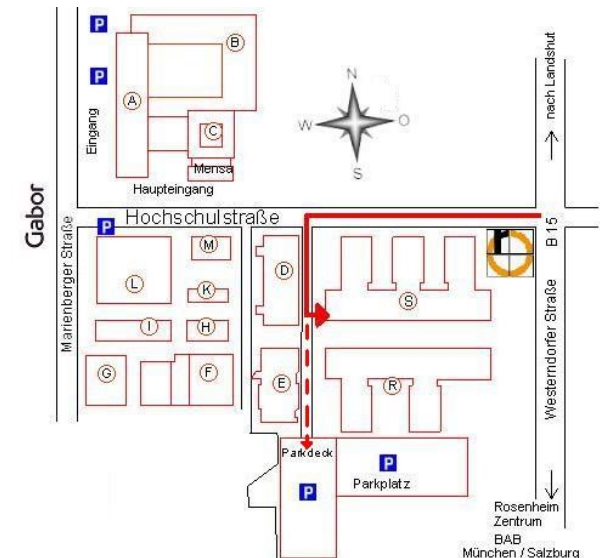 P
B
P
A
C
Eingang
Mensa
Haupteingang
N
W
O
S
nach Landshut
Gabor
Hochschulstraße
P
Marienberger Straße
B 15
M
D
L
K
S
I
H
G
F
E
R
Westerndorfer Straße
Parkdeck
P
P
Parkplatz
Rosenheim
Zentrum
BAB
München / Salzburg